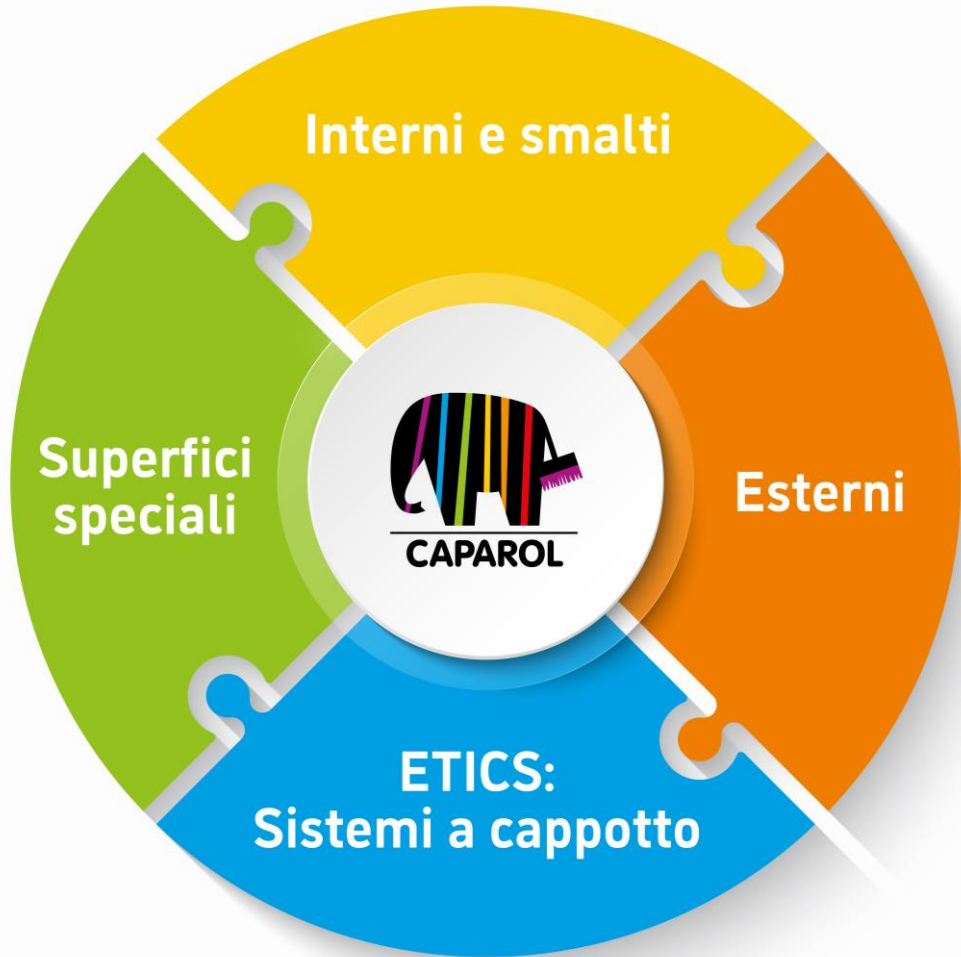 Interni e smalti
Superfici
speciali
Esterni
CAPAROL
ETICS:
Sistemi a cappotto